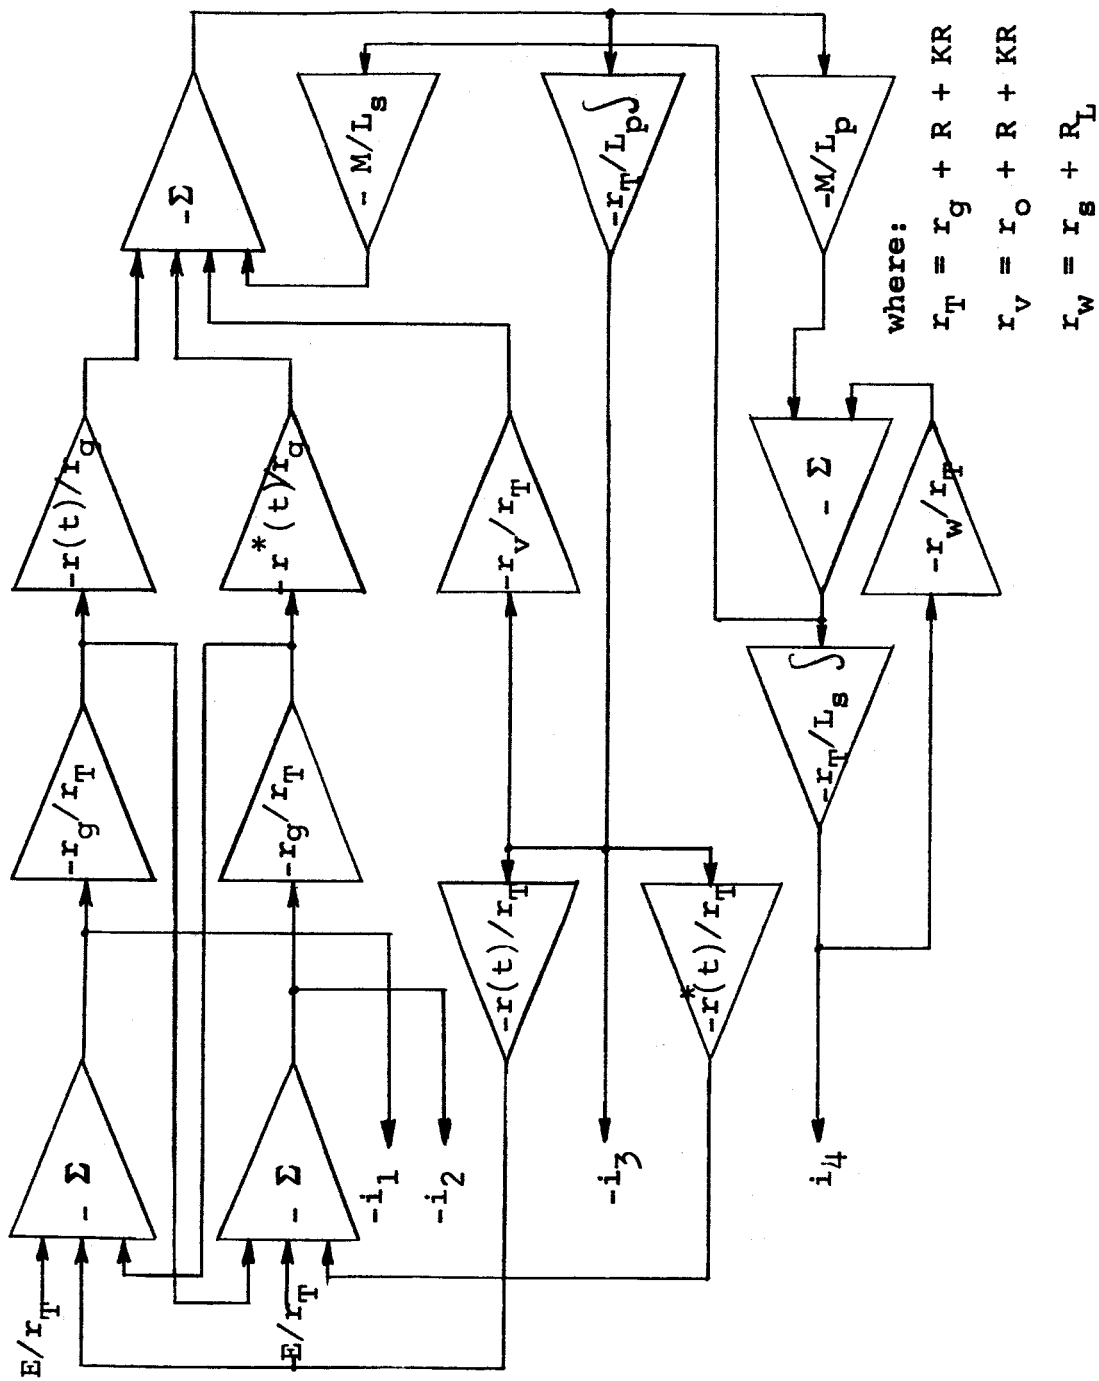 E/r_T
- Σ
-r_g/r_T
-r(t)/r_g
-Σ
E/r_T
- Σ
-r_g/r_T
-r*(t)/r_g
- M/L_s
-i_1
-i_2
-r(t)/r_T
-r_v/r_T
-r_T/L_p ∫
-i_3
-r*(t)/r_T
-M/L_p
- Σ
-r_T/L_s ∫
i_4
-r_w/r_T
where:
r_T = r_g + R + KR
r_v = r_o + R + KR
r_w = r_s + R_L